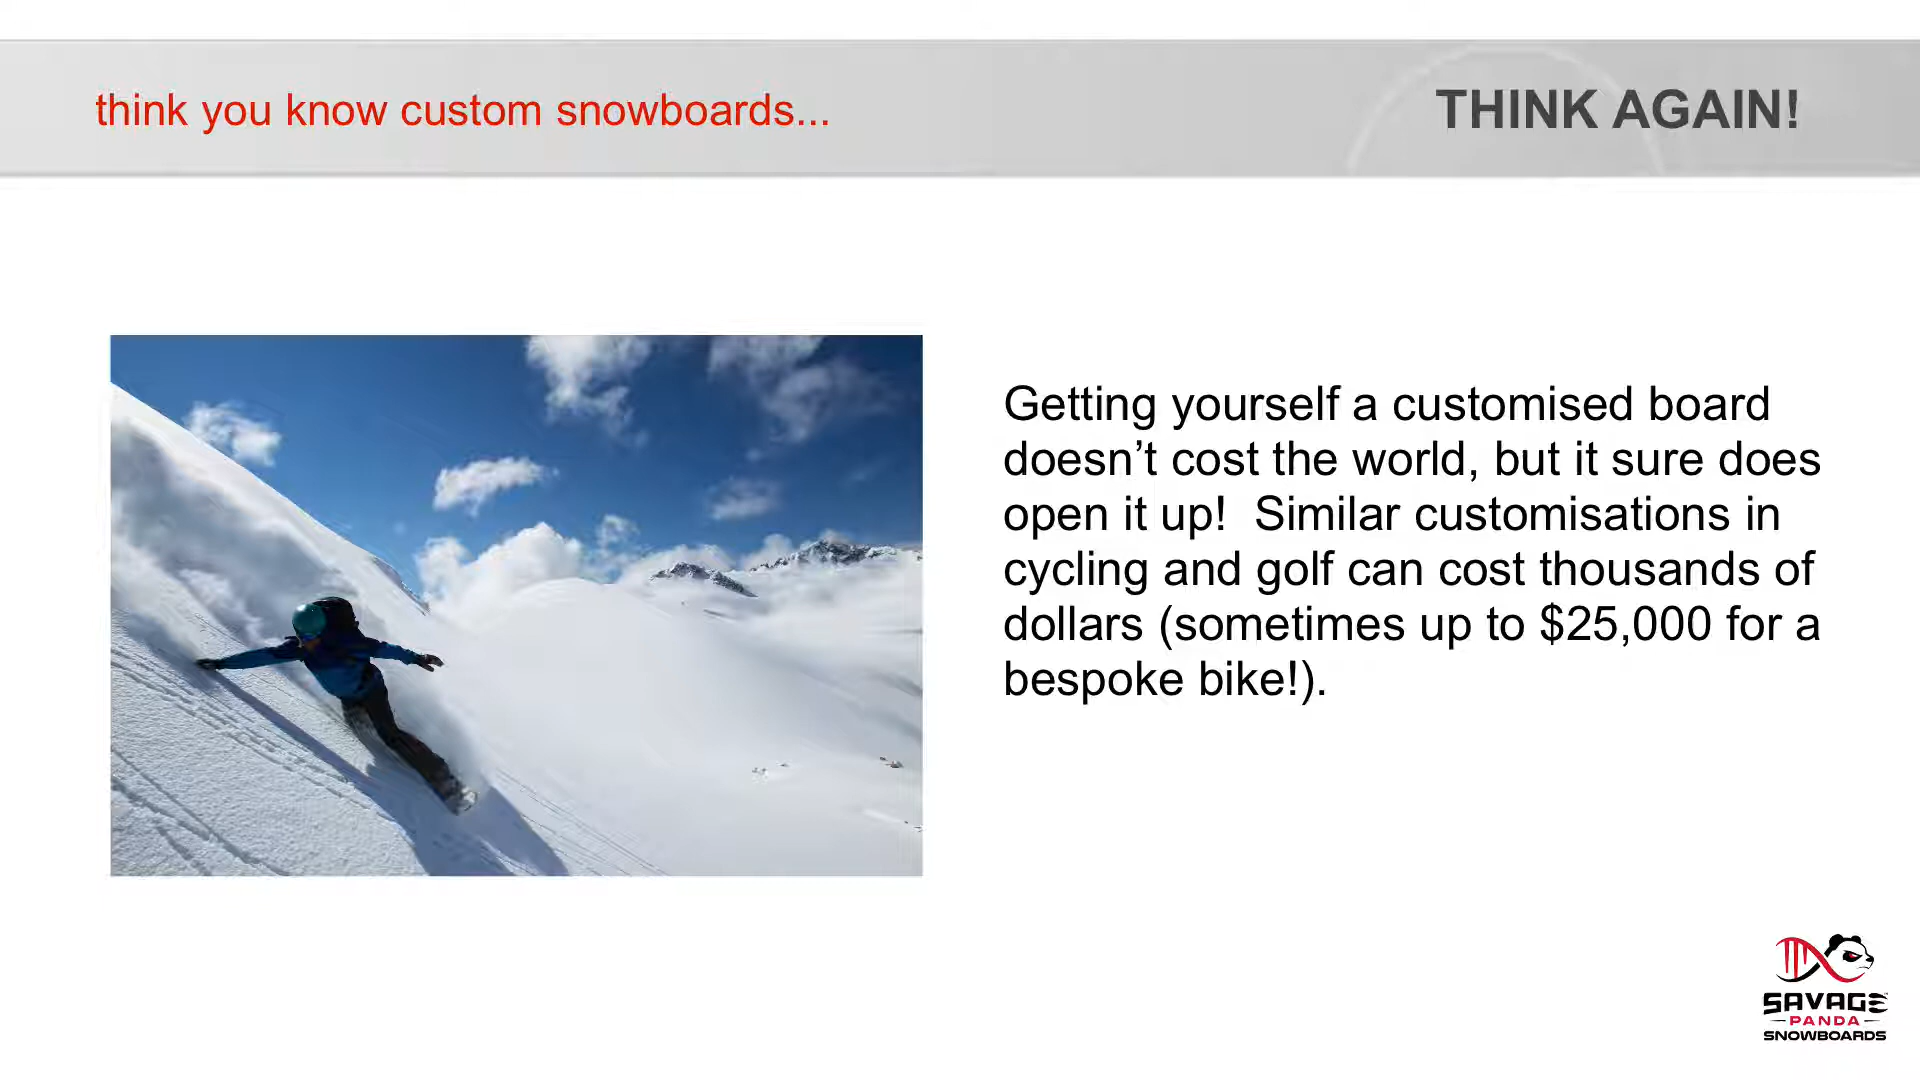 think you know custom snowboards...
THINK AGAIN!
Getting yourself a customised board
doesn’t cost the world, but it sure does
open it up!  Similar customisations in
cycling and golf can cost thousands of
dollars (sometimes up to $25,000 for a
bespoke bike!).
SAVAGE
PANDA
SNOWBOARDS